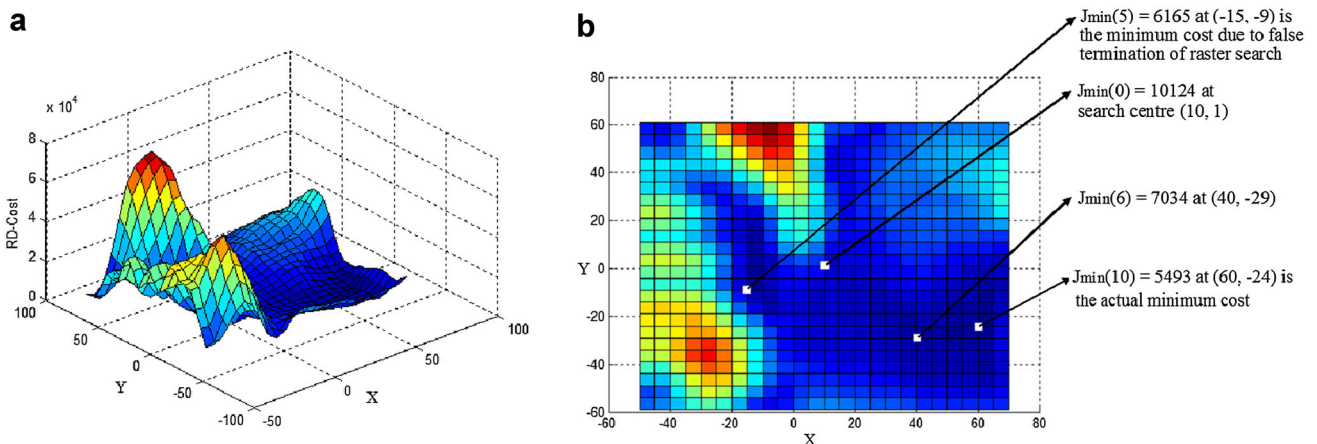 a
x 10⁴
8
6
4
2
0
RD-Cost
100
50
0
-50
-100
Y
-50
0
50
100
X
b
80
60
40
20
0
-20
-40
-60
Y
-60 -40 -20 0 20 40 60 80
X
Jmin(5) = 6165 at (-15, -9) is
the minimum cost due to false
termination of raster search
Jmin(0) = 10124 at
search centre (10, 1)
Jmin(6) = 7034 at (40, -29)
Jmin(10) = 5493 at (60, -24) is
the actual minimum cost